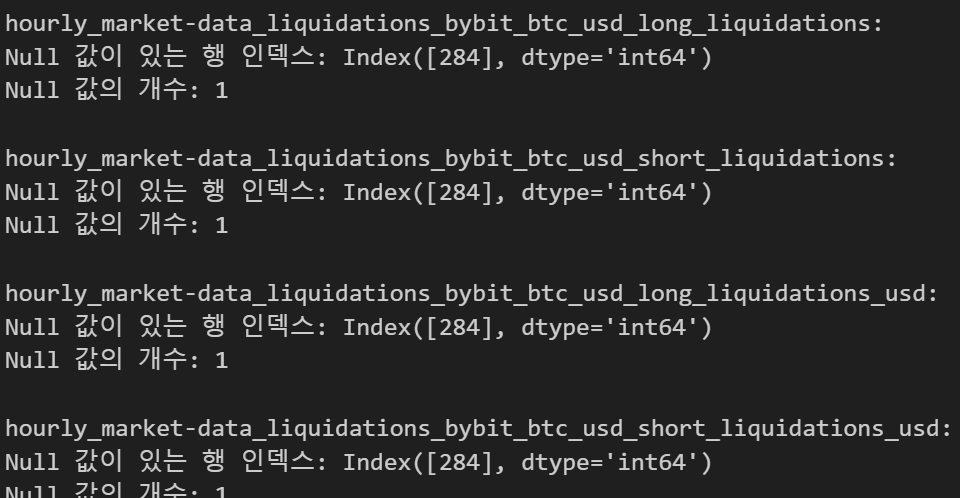 hourly_market-data_liquidations_bybit_btc_usd_long_liquidations:
Null 값이 있는 행 인덱스: Index([284], dtype='int64')
Null 값의 개수: 1
hourly_market-data_liquidations_bybit_btc_usd_short_liquidations:
Null 값이 있는 행 인덱스: Index([284], dtype='int64')
Null 값의 개수: 1
hourly_market-data_liquidations_bybit_btc_usd_long_liquidations_usd:
Null 값이 있는 행 인덱스: Index([284], dtype='int64')
Null 값의 개수: 1
hourly_market-data_liquidations_bybit_btc_usd_short_liquidations_usd:
Null 값이 있는 행 인덱스: Index([284], dtype='int64')
Null 값의 개수: 1